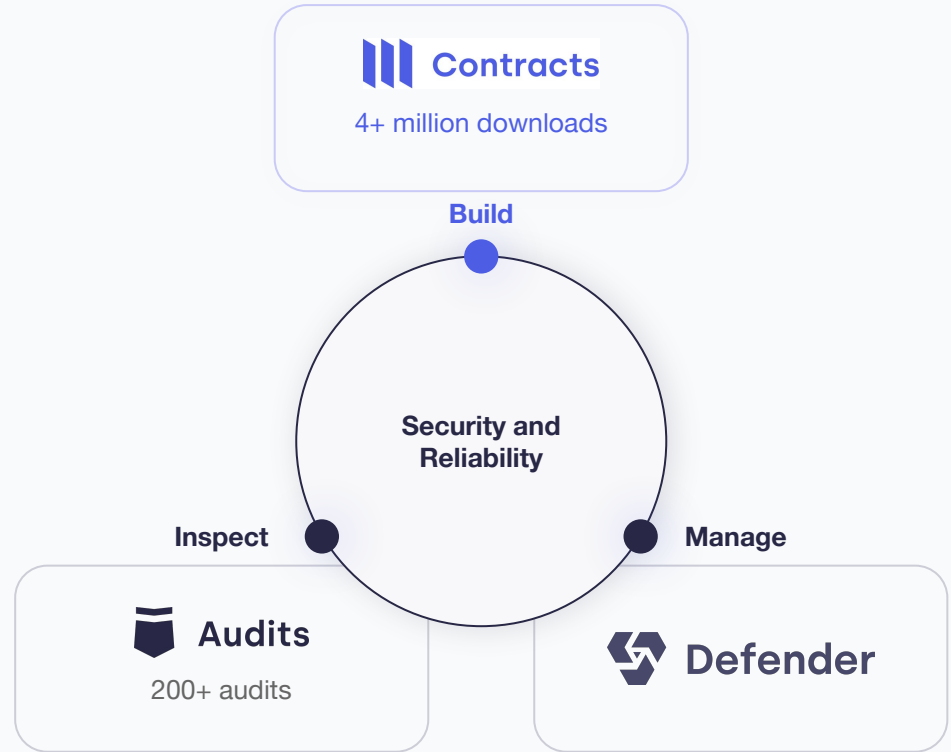 Contracts
4+ million downloads
Build
Security and
Reliability
Inspect
Manage
Audits
200+ audits
Defender